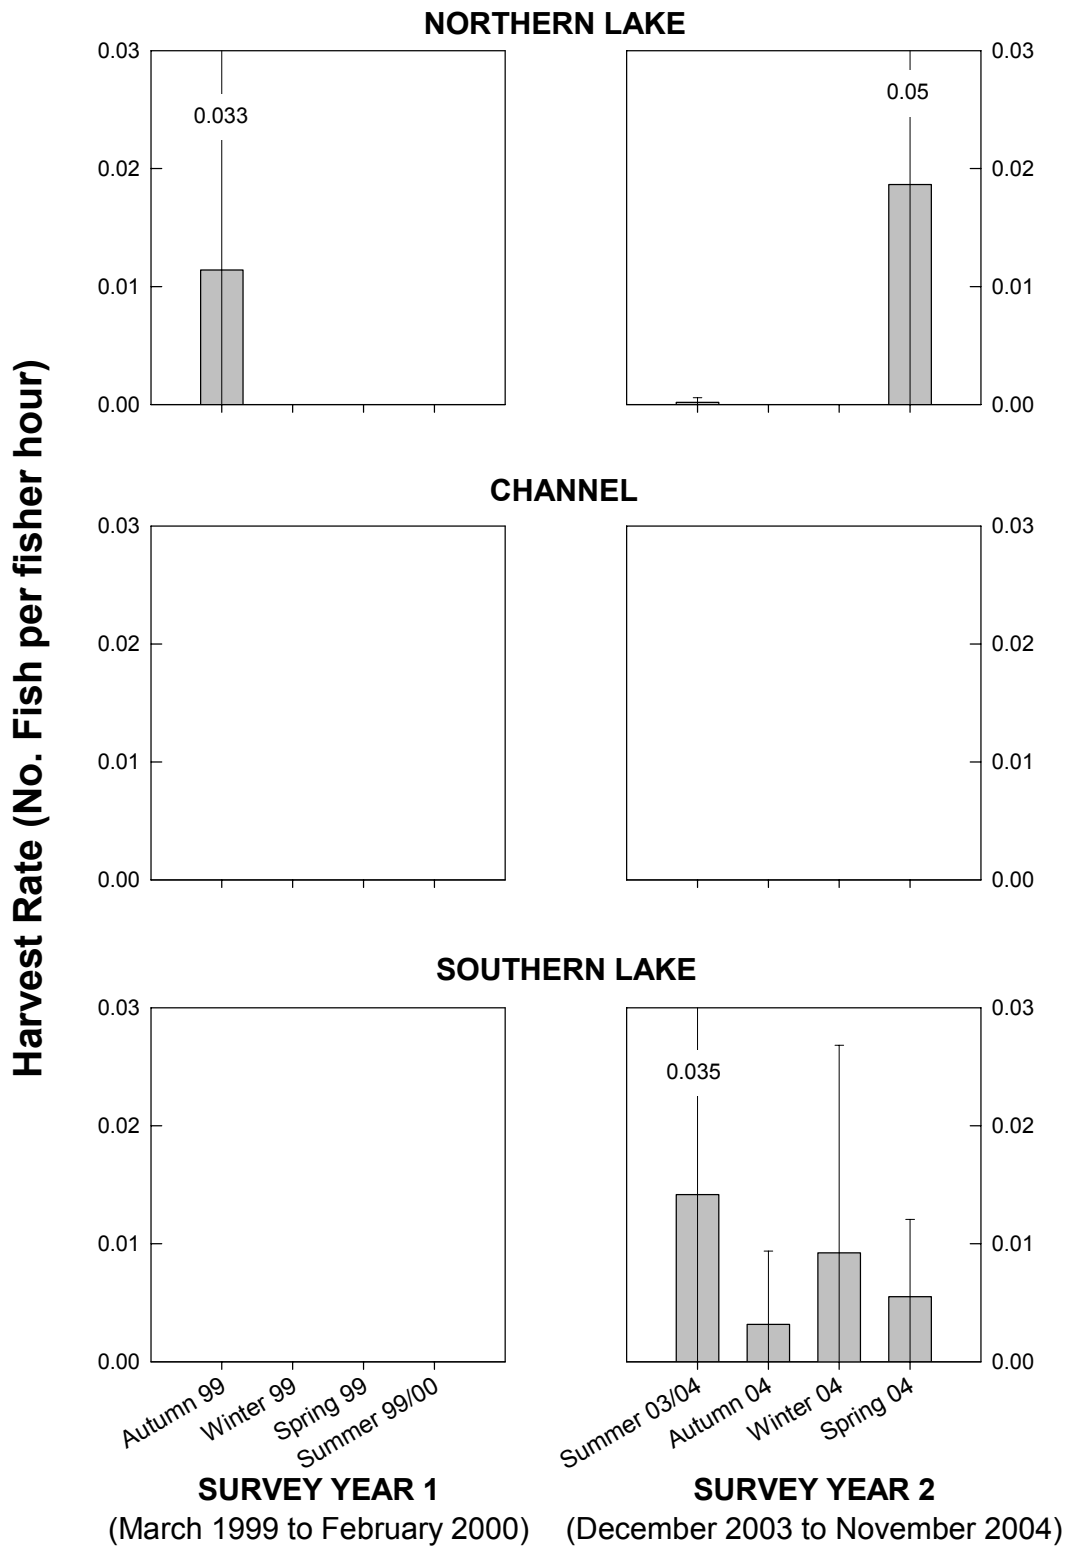 NORTHERN LAKE
0.03
0.02
0.01
0.00
0.033
0.05
0.03
0.02
0.01
0.00
CHANNEL
0.03
0.02
0.01
0.00
0.03
0.02
0.01
0.00
SOUTHERN LAKE
0.03
0.02
0.01
0.00
0.035
0.03
0.02
0.01
0.00
Harvest Rate (No. Fish per fisher hour)
Autumn 99
Winter 99
Spring 99
Summer 99/00
Summer 03/04
Autumn 04
Winter 04
Spring 04
SURVEY YEAR 1
(March 1999 to February 2000)
SURVEY YEAR 2
(December 2003 to November 2004)